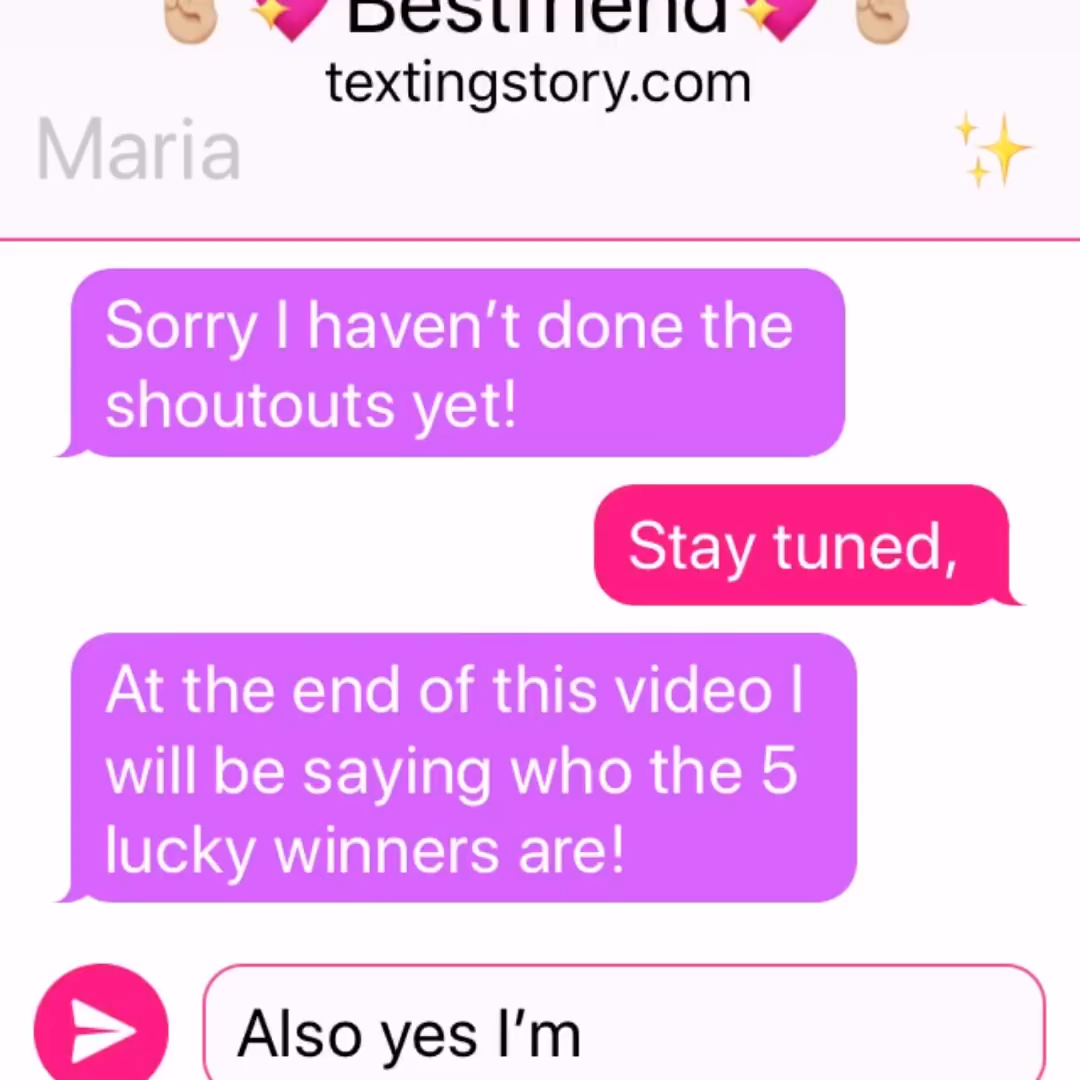 Bestfriend
textingstory.com
Maria
Sorry I haven’t done the
shoutouts yet!
Stay tuned,
At the end of this video I
will be saying who the 5
lucky winners are!
Also yes I’m